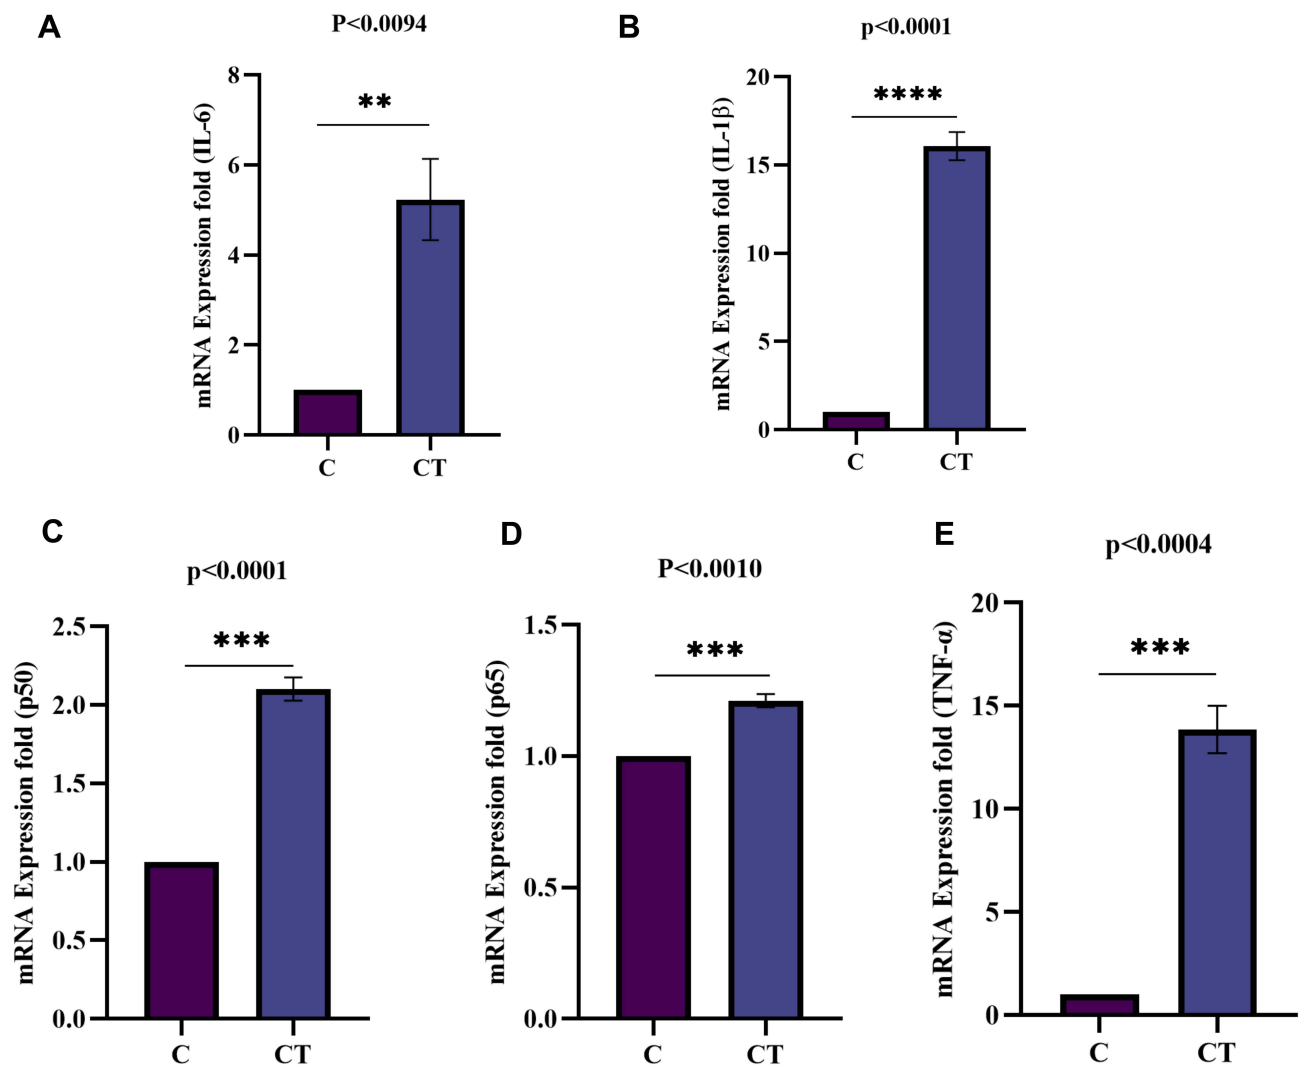 A
P<0.0094
**
mRNA Expression fold (IL-6)
8
6
4
2
0
C
CT
B
p<0.0001
****
mRNA Expression fold (IL-1β)
20
15
10
5
0
C
CT
C
p<0.0001
***
mRNA Expression fold (p50)
2.5
2.0
1.5
1.0
0.5
0.0
C
CT
D
P<0.0010
***
mRNA Expression fold (p65)
1.5
1.0
0.5
0.0
C
CT
E
p<0.0004
***
mRNA Expression fold (TNF-α)
20
15
10
5
0
C
CT